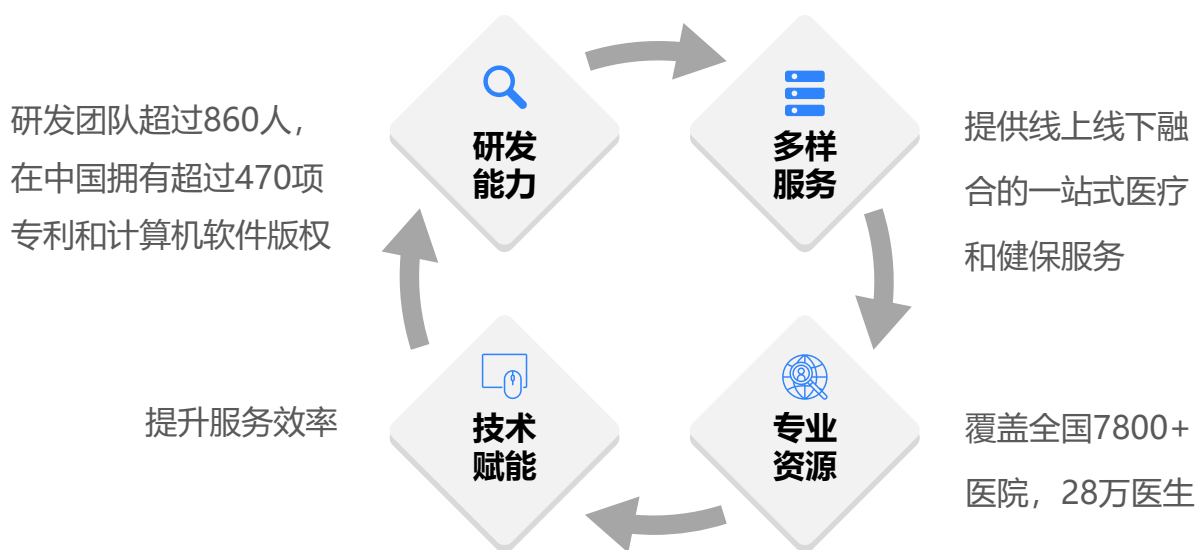 研发团队超过860人，
在中国拥有超过470项
专利和计算机软件版权
研发
能力
多样
服务
提供线上线下融
合的一站式医疗
和健保服务
提升服务效率
技术
赋能
专业
资源
覆盖全国7800+
医院，28万医生